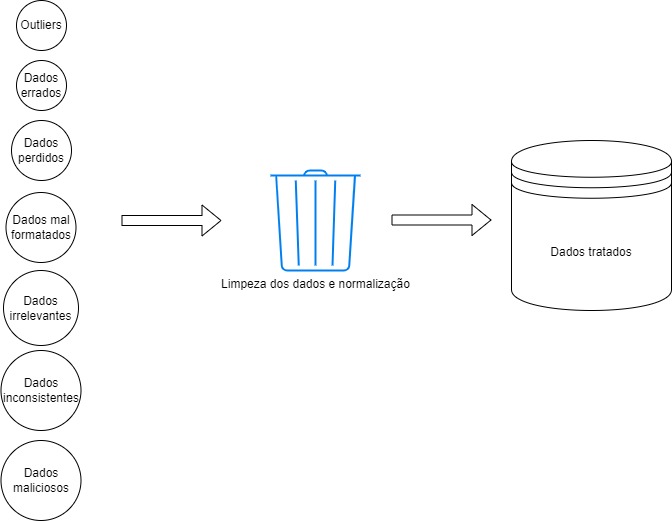 Outliers
Dados
errados
Dados
perdidos
Dados mal
formatados
Dados
irrelevantes
Dados
inconsistentes
Dados
maliciosos
Limpeza dos dados e normalização
Dados tratados